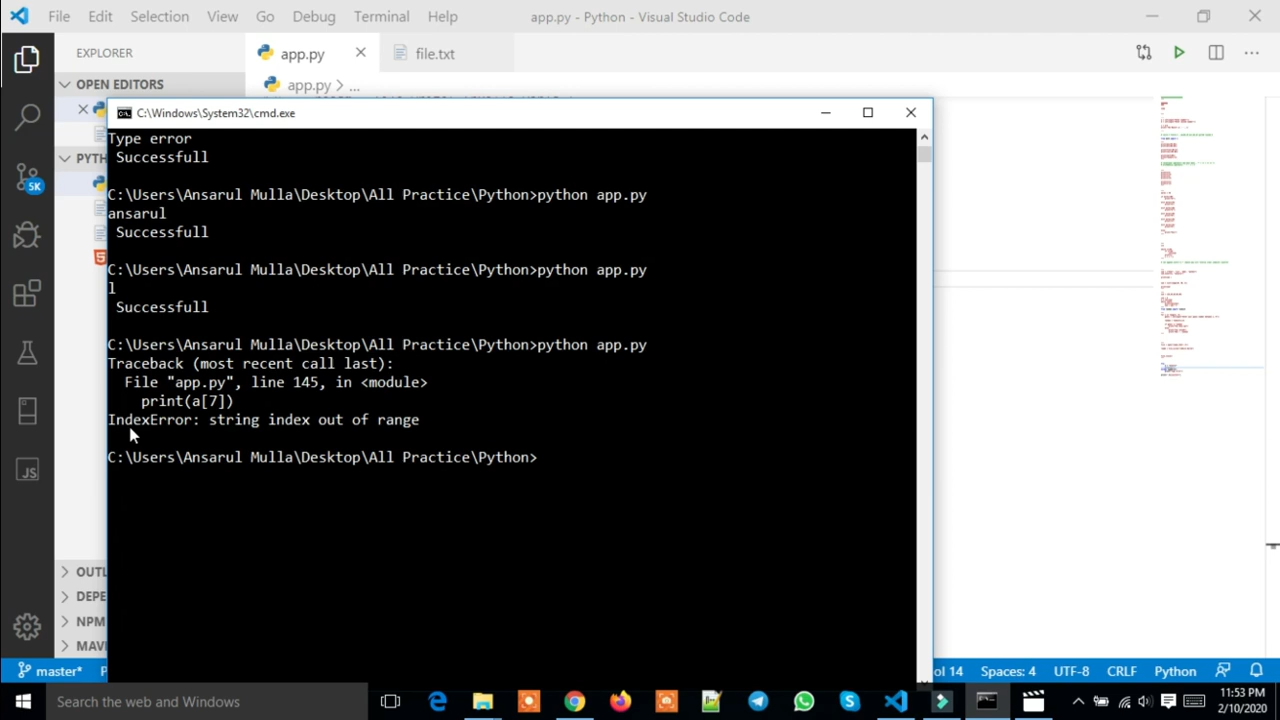 File Edit Selection View Go Debug Terminal Help app.py - Python - Visual Studio Code
EXPLORER app.py file.txt
OPEN EDITORS app.py > ...
C:\Windows\System32\cmd.exe
Type error
Successfull
PYTH
C:\Users\Ansarul Mulla\Desktop\All Practice\Python>python app.py
5K
ansarul
Successfull
C:\Users\Ansarul Mulla\Desktop\All Practice\Python>python app.py
l
Successfull
C:\Users\Ansarul Mulla\Desktop\All Practice\Python>python app.py
Traceback (most recent call last):
File "app.py", line 353, in <module>
print(a[7])
IndexError: string index out of range
C:\Users\Ansarul Mulla\Desktop\All Practice\Python>
JS
OUTL
DEPE
NPM
MAV
master* ol 14 Spaces: 4 UTF-8 CRLF Python
Search the web and Windows
11:53 PM
2/10/2020